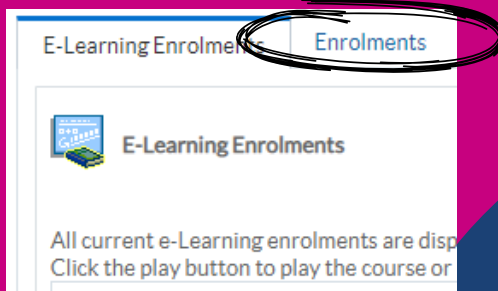 E-Learning Enrolments Enrolments
E-Learning Enrolments
All current e-Learning enrolments are disp
Click the play button to play the course or